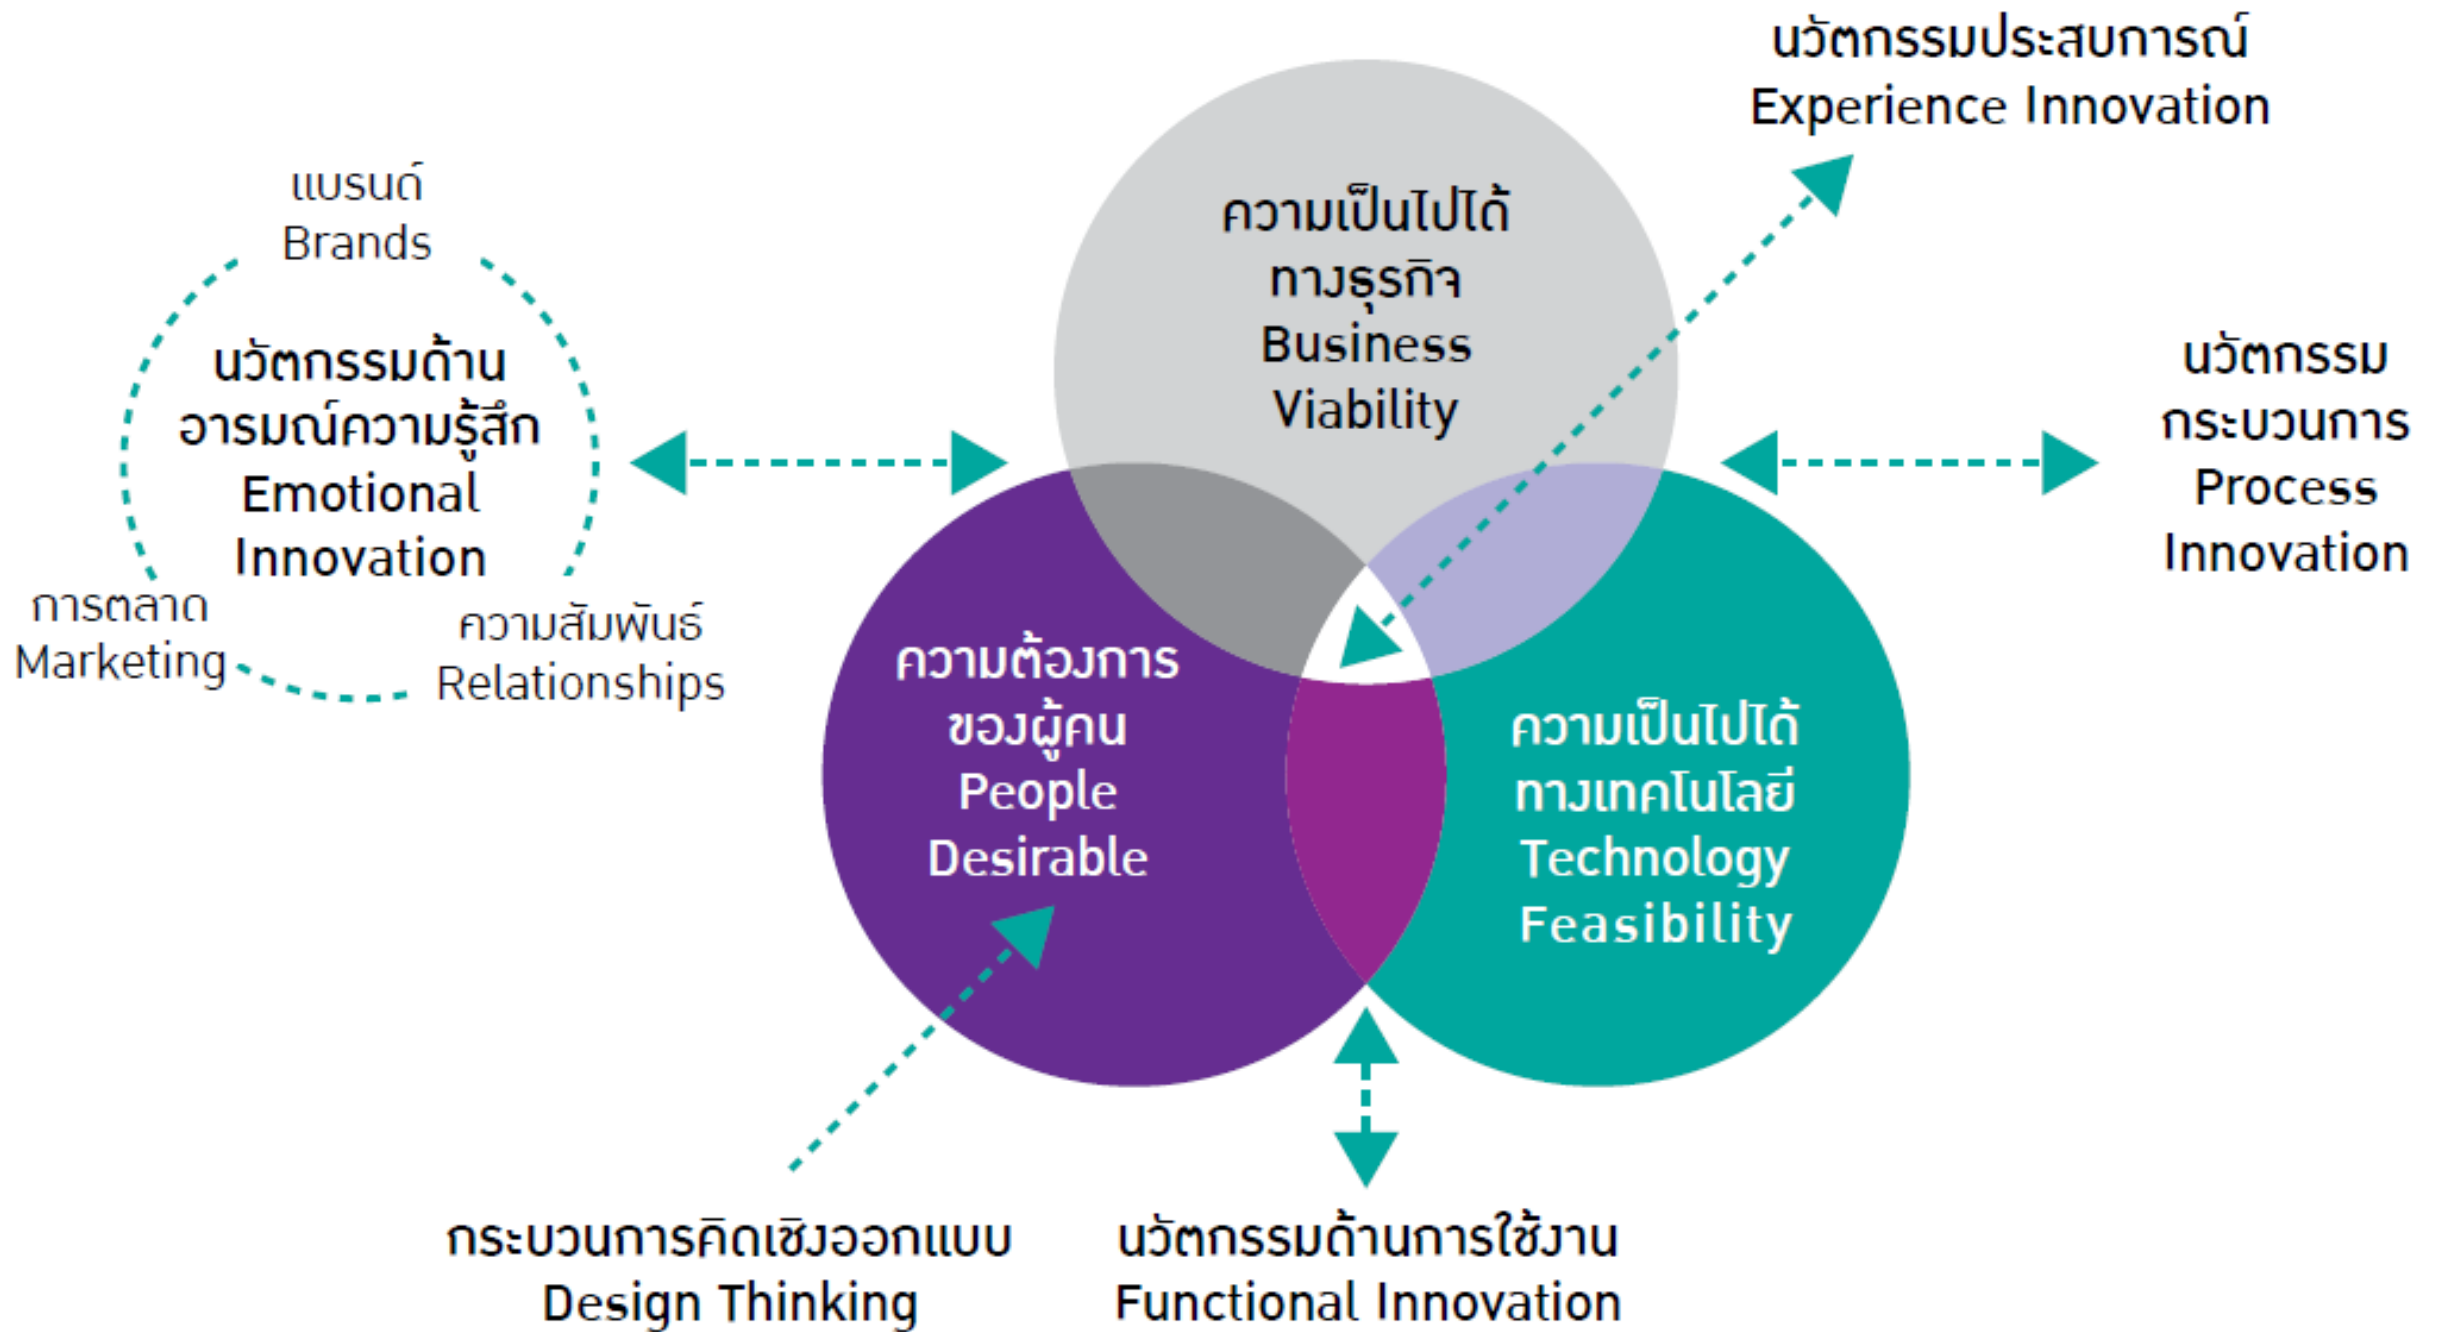 นวัตกรรมประสบการณ์
Experience Innovation
แบรนด์
Brands
นวัตกรรมด้าน
อารมณ์ความรู้สึก
Emotional
Innovation
การตลาด
Marketing
ความสัมพันธ์
Relationships
ความเป็นไปได้
ทางธุรกิจ
Business
Viability
นวัตกรรม
กระบวนการ
Process
Innovation
ความต้องการ
ของผู้คน
People
Desirable
ความเป็นไปได้
ทางเทคโนโลยี
Technology
Feasibility
กระบวนการคิดเชิงออกแบบ
Design Thinking
นวัตกรรมด้านการใช้งาน
Functional Innovation